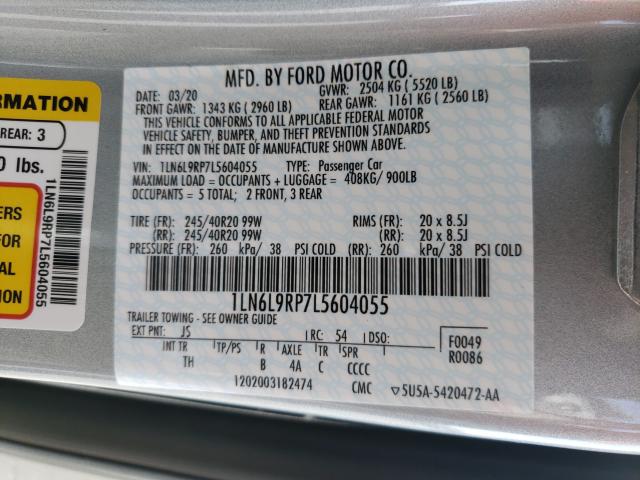 MFD. BY FORD MOTOR CO.
DATE: 03/20 GVWR: 2504 KG ( 5520 LB)
FRONT GAWR: 1343 KG ( 2960 LB) REAR GAWR: 1161 KG ( 2560 LB)
THIS VEHICLE CONFORMS TO ALL APPLICABLE FEDERAL MOTOR
VEHICLE SAFETY, BUMPER, AND THEFT PREVENTION STANDARDS
IN EFFECT ON THE DATE OF MANUFACTURE SHOWN ABOVE.
VIN: 1LN6L9RP7L5604055 TYPE: Passenger Car
MAXIMUM LOAD = OCCUPANTS + LUGGAGE = 408KG/ 900LB
OCCUPANTS = 5 TOTAL; 2 FRONT, 3 REAR
TIRE (FR): 245/40R20 99W RIMS (FR): 20 x 8.5J
(RR): 245/40R20 99W (RR): 20 x 8.5J
PRESSURE (FR): 260 kPa/ 38 PSI COLD (RR): 260 kPa/ 38 PSI COLD
1LN6L9RP7L5604055
TRAILER TOWING - SEE OWNER GUIDE
EXT PNT: JS RC: 54 DSO: F0049
INT TR TP/PS R AXLE TR SPR R0086
TH B 4A C CCCC
1202003182474 CMC 5U5A-5420472-AA
ORMATION
REAR: 3
0 lbs.
ERS
FOR
AL
TION
1LN6L9RP7L5604055